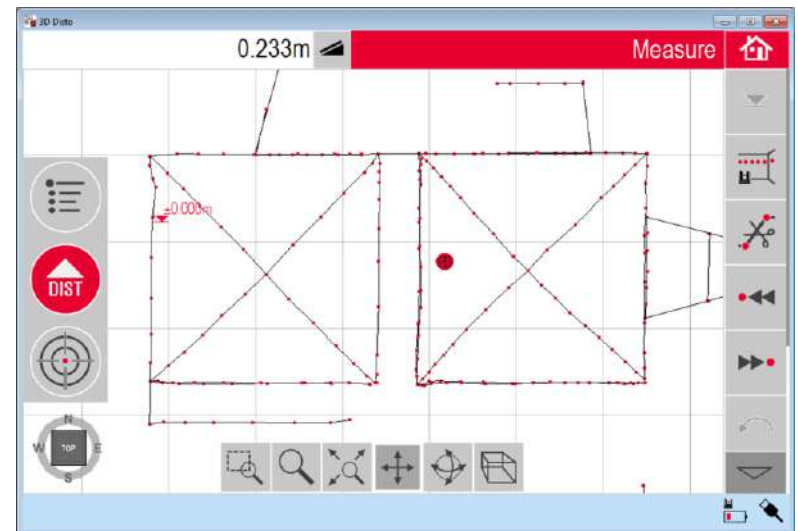 3D Disto
0.233m
Measure
±0.000m
DIST
N
W
TOP
E
S